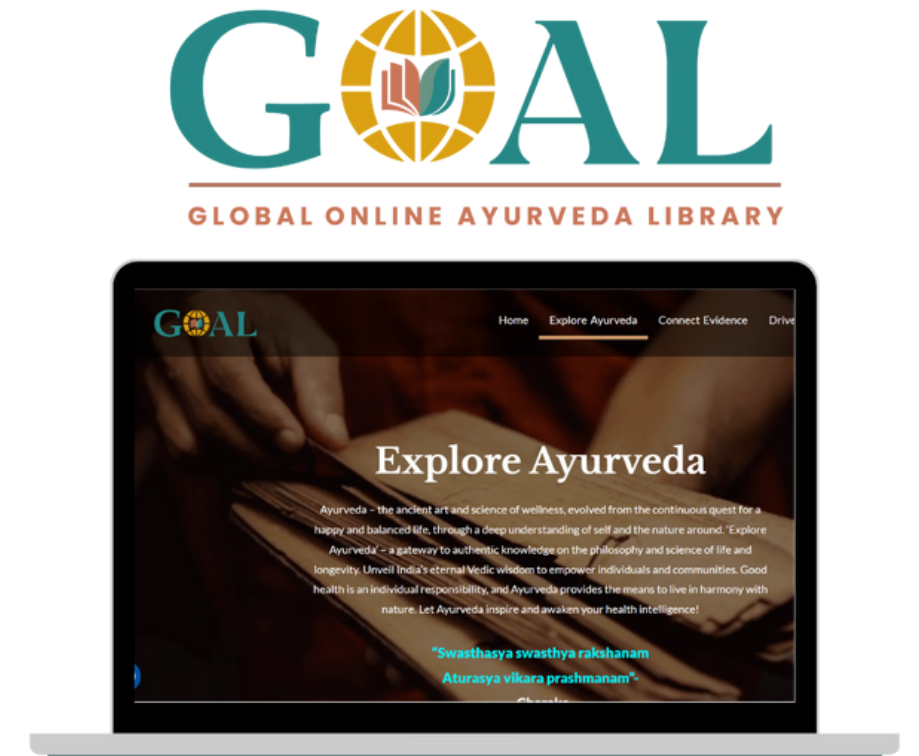 GOAL
GLOBAL ONLINE AYURVEDA LIBRARY
GOAL
Home Explore Ayurveda Connect Evidence Drive
Explore Ayurveda
Ayurveda – the ancient art and science of wellness, evolved from the continuous quest for a
happy and balanced life, through a deep understanding of self and the nature around. 'Explore
Ayurveda' – a gateway to authentic knowledge on the philosophy and science of life and
longevity. Unveil India's eternal Vedic wisdom to empower individuals and communities. Good
health is an individual responsibility, and Ayurveda provides the means to live in harmony with
nature. Let Ayurveda inspire and awaken your health intelligence!
"Swasthasya swasthya rakshanam
Aturasya vikara prashmanam"-